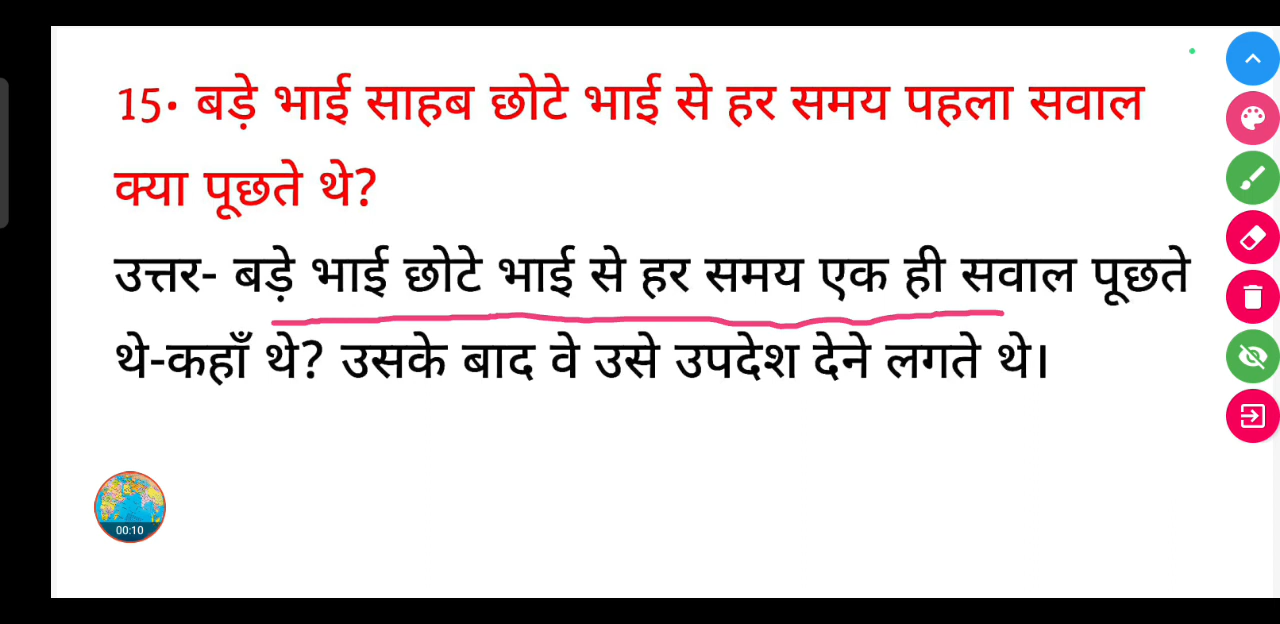 15. बड़े भाई साहब छोटे भाई से हर समय पहला सवाल
क्या पूछते थे?
उत्तर- बड़े भाई छोटे भाई से हर समय एक ही सवाल पूछते
थे-कहाँ थे? उसके बाद वे उसे उपदेश देने लगते थे।
00:10